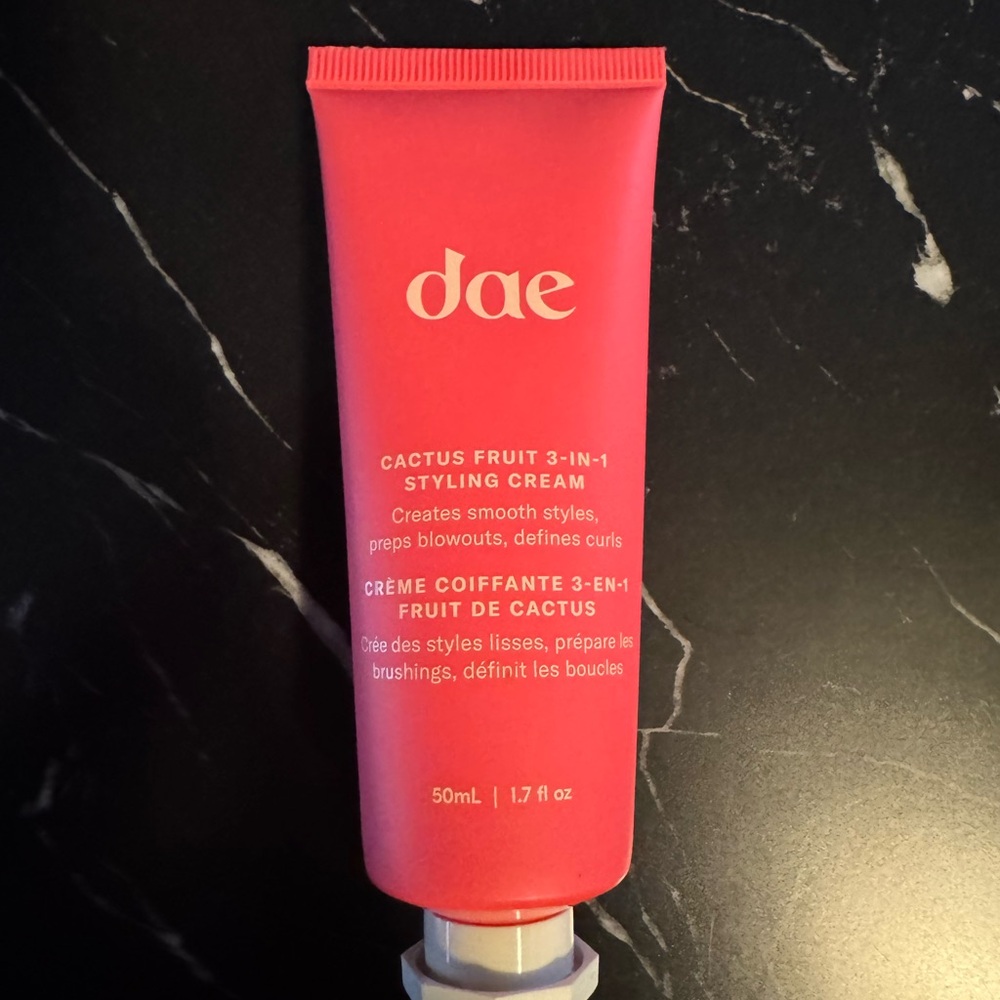 dae
CACTUS FRUIT 3-IN-1
STYLING CREAM
Creates smooth styles,
preps blowouts, defines curls
CRÈME COIFFANTE 3-EN-1
FRUIT DE CACTUS
Crée des styles lisses, prépare les
brushings, définit les boucles
50mL | 1.7 fl oz